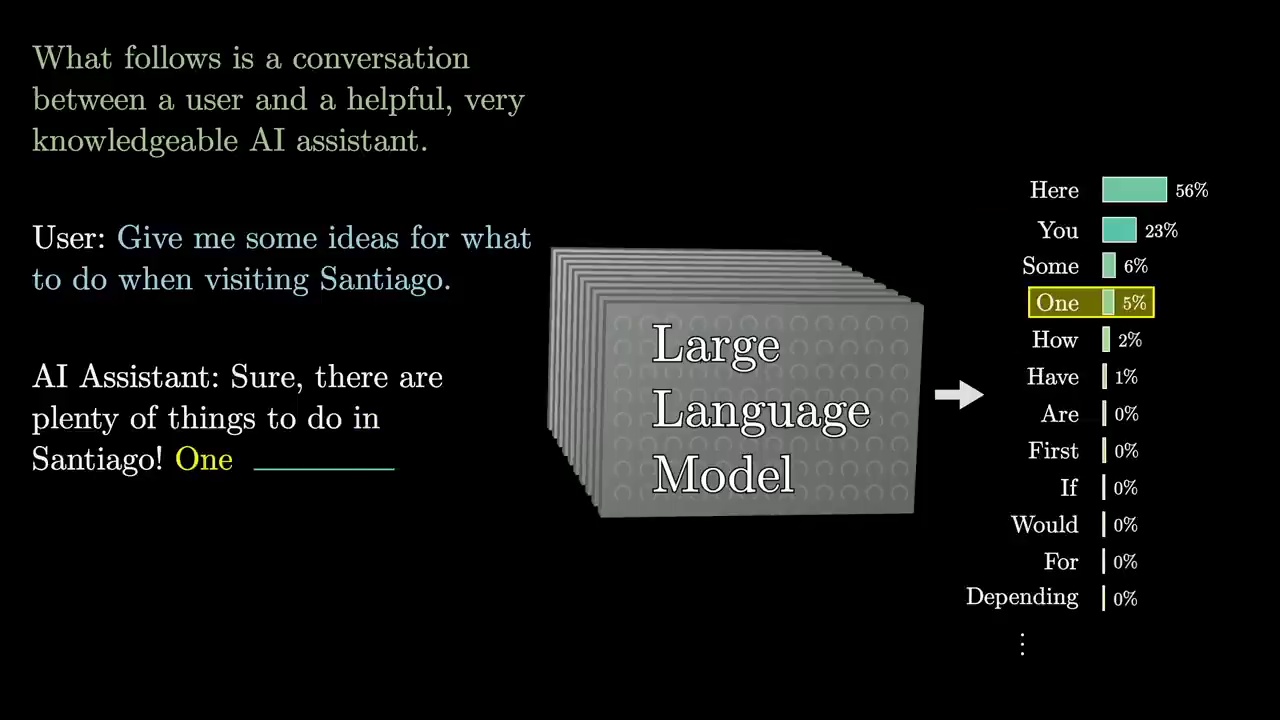 What follows is a conversation
between a user and a helpful, very
knowledgeable AI assistant.
User: Give me some ideas for what
to do when visiting Santiago.
AI Assistant: Sure, there are
plenty of things to do in
Santiago! One
Large
Language
Model
Here 56%
You 23%
Some 6%
One 5%
How 2%
Have 1%
Are 0%
First 0%
If 0%
Would 0%
For 0%
Depending 0%
⋮